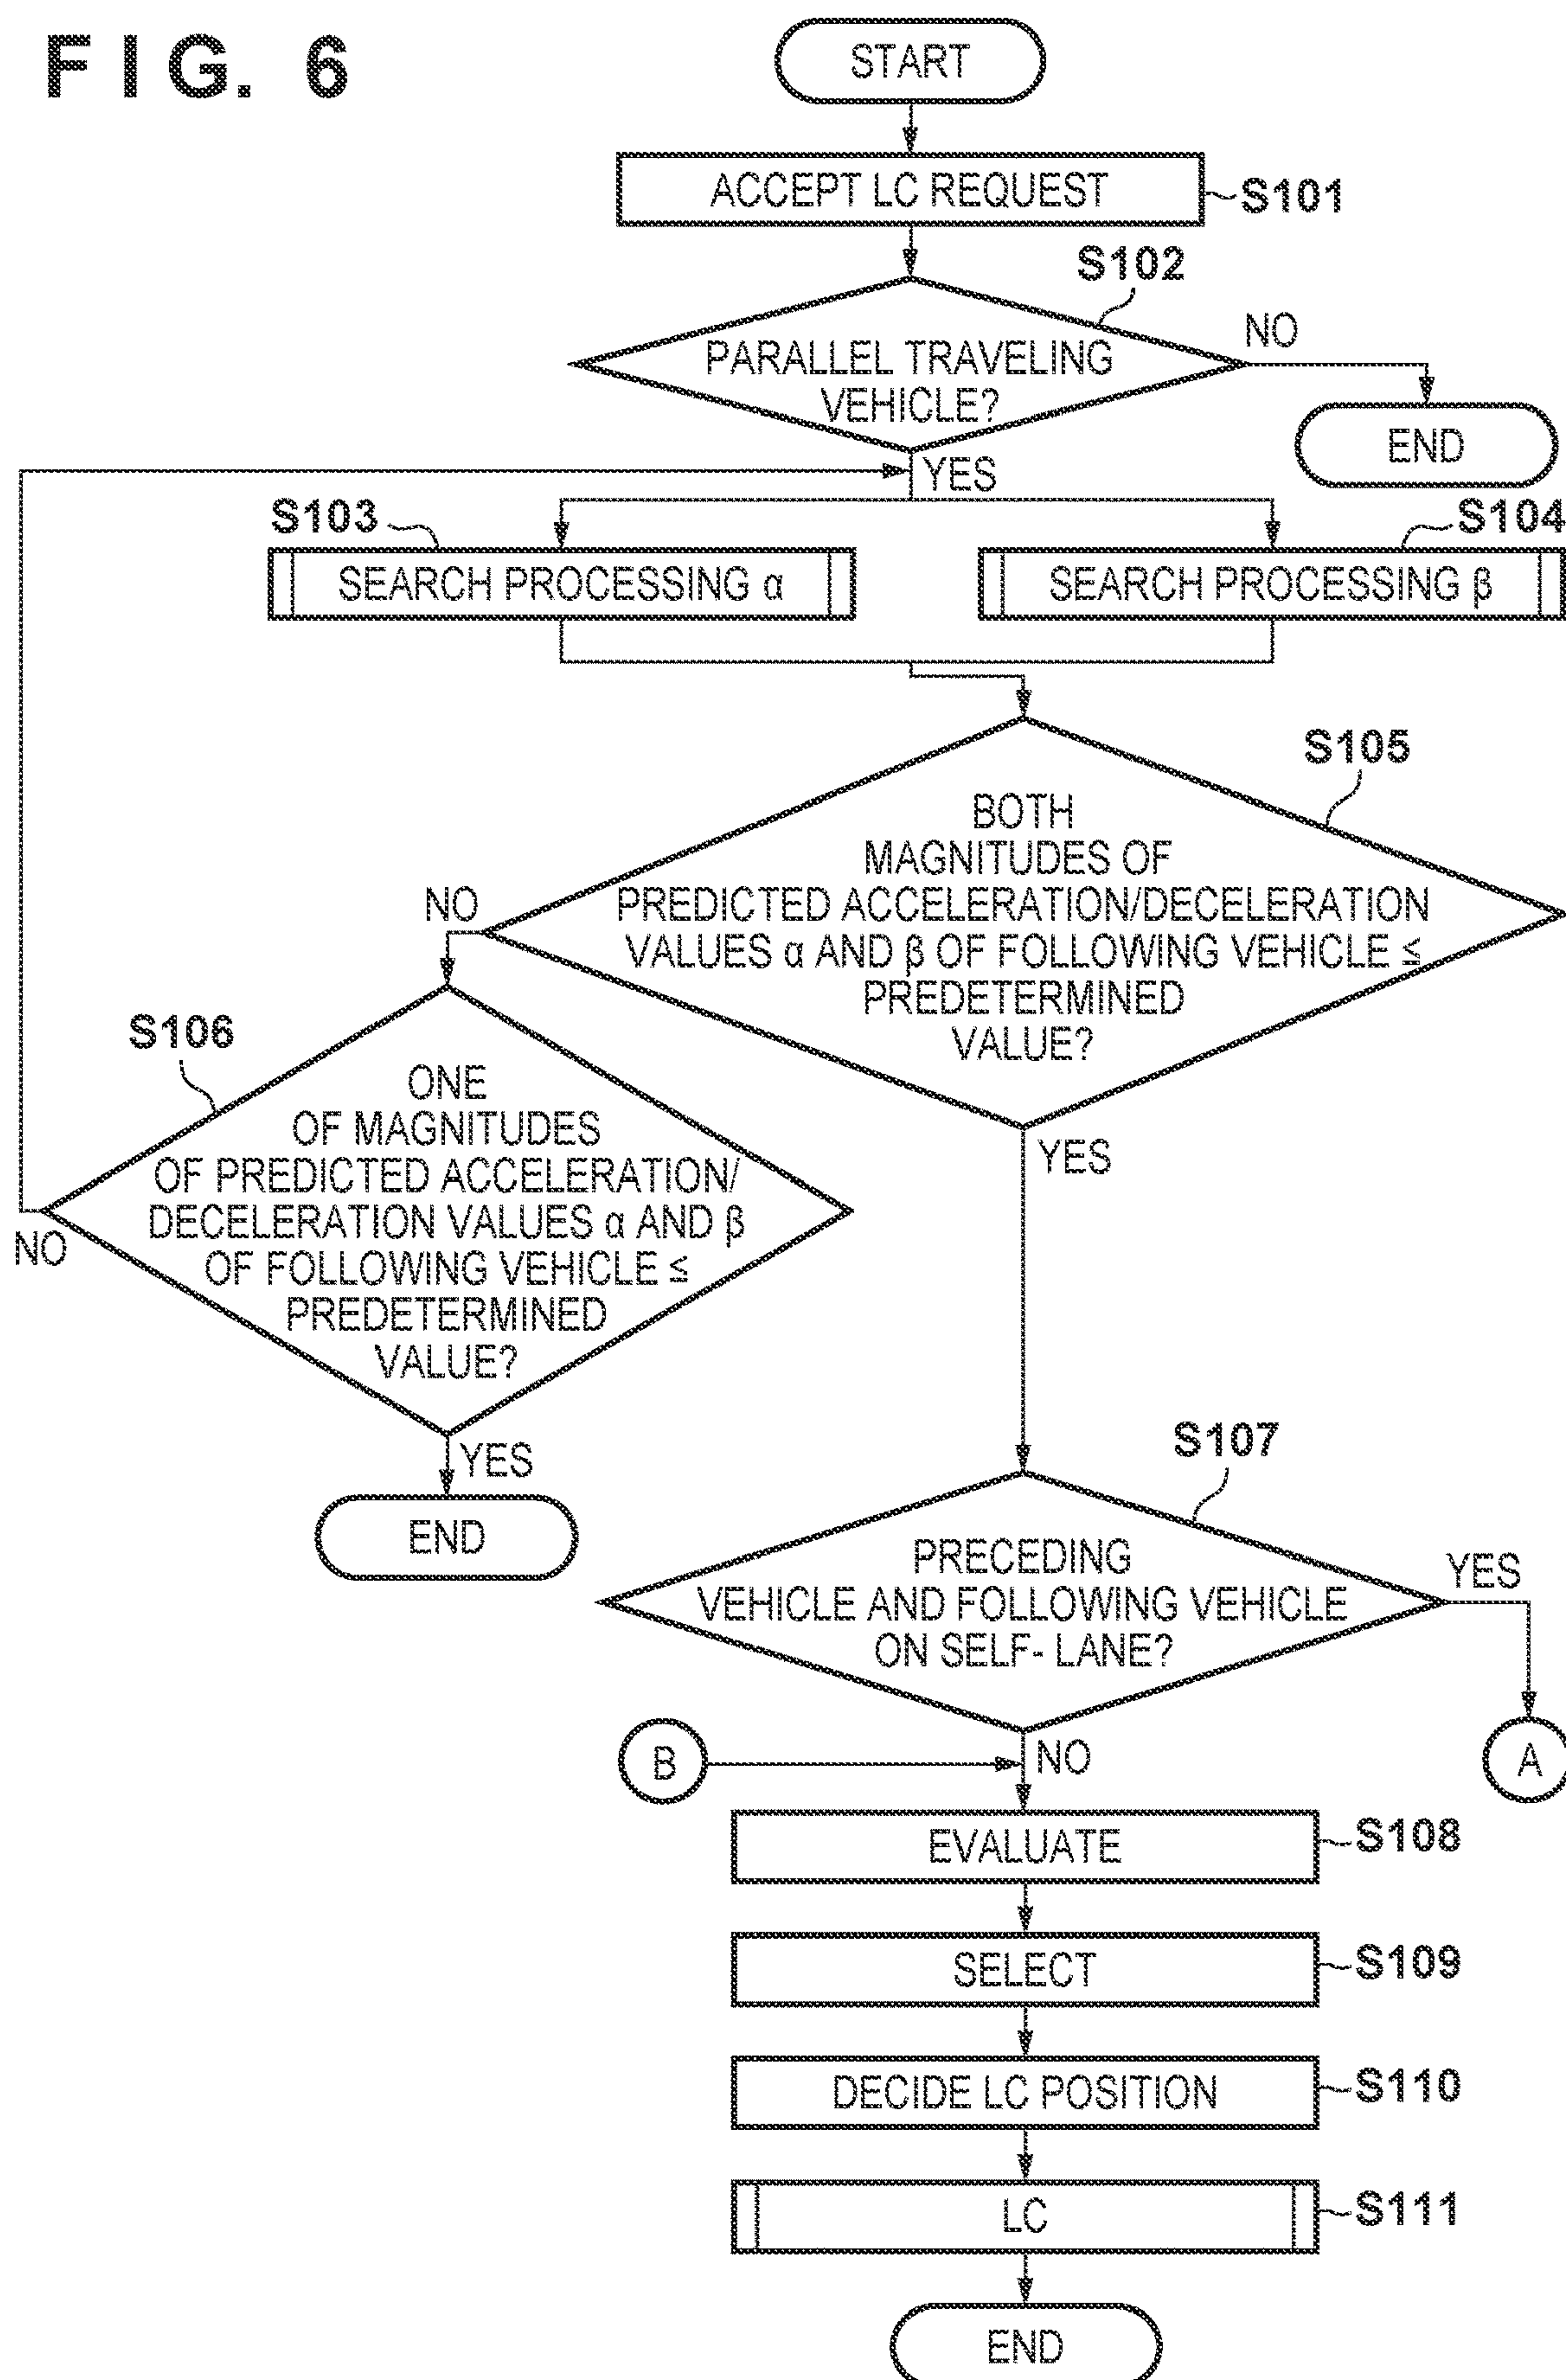 FIG. 6
START
ACCEPT LC REQUEST
S101
S102
PARALLEL TRAVELING
VEHICLE?
NO
END
YES
S103
SEARCH PROCESSING α
S104
SEARCH PROCESSING β
S105
BOTH
MAGNITUDES OF
PREDICTED ACCELERATION/DECELERATION
VALUES α AND β OF FOLLOWING VEHICLE ≤
PREDETERMINED
VALUE?
NO
YES
S106
ONE
OF MAGNITUDES
OF PREDICTED ACCELERATION/
DECELERATION VALUES α AND β
OF FOLLOWING VEHICLE ≤
PREDETERMINED
VALUE?
NO
YES
END
S107
PRECEDING
VEHICLE AND FOLLOWING VEHICLE
ON SELF- LANE?
YES
A
B
NO
EVALUATE
S108
SELECT
S109
DECIDE LC POSITION
S110
LC
S111
END